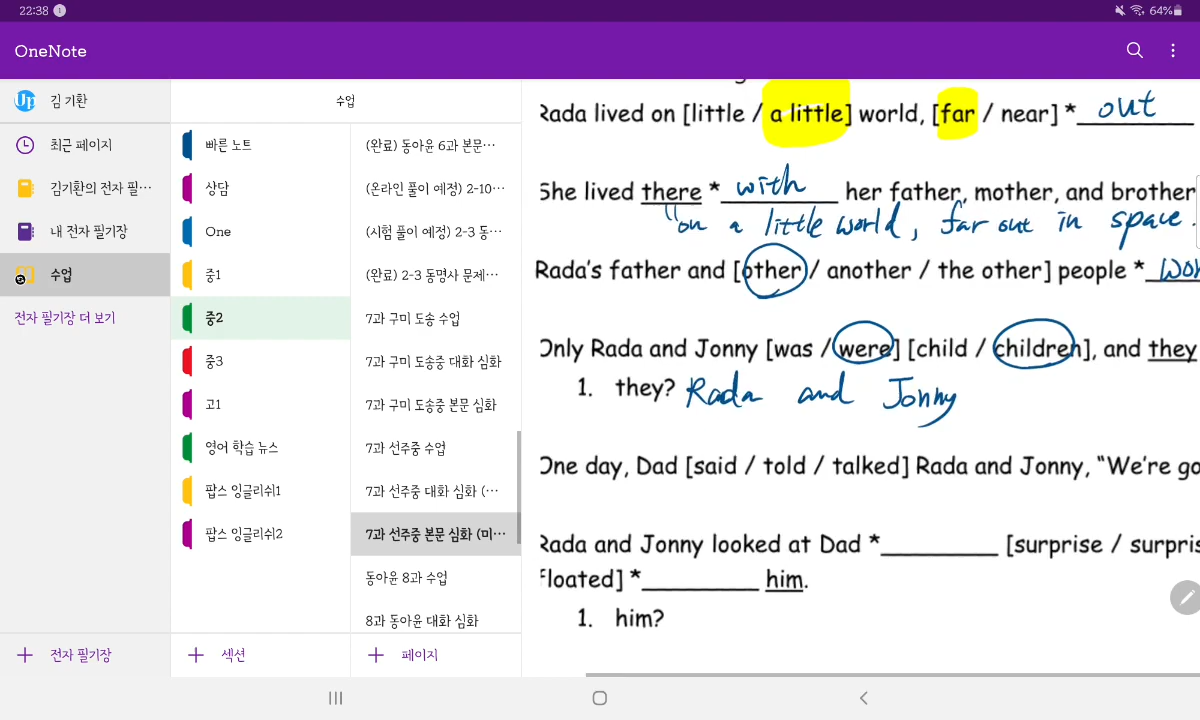 22:38 64%
OneNote
김 기환
최근 페이지
김기환의 전자 필···
내 전자 필기장
수업
전자 필기장 더 보기
+ 전자 필기장
빠른 노트
상담
One
중1
중2
중3
고1
영어 학습 뉴스
팝스 잉글리쉬1
팝스 잉글리쉬2
+ 섹션
수업
(완료) 동아윤 6과 본문···
(온라인 풀이 예정) 2-10···
(시험 풀이 예정) 2-3 동···
(완료) 2-3 동명사 문제···
7과 구미 도송 수업
7과 구미 도송중 대화 심화
7과 구미 도송중 본문 심화
7과 선주중 수업
7과 선주중 대화 심화 (···
7과 선주중 본문 심화 (미···
동아윤 8과 수업
8과 동아윤 대화 심화
+ 페이지
Rada lived on [little / a little] world, [far / near] * out
She lived there * with her father, mother, and brother
on a little world, far out in space.
Rada's father and [other / another / the other] people * wor
Only Rada and Jonny [was / were] [child / children], and they
1. they? Rada and Jonny
One day, Dad [said / told / talked] Rada and Jonny, "We're go
Rada and Jonny looked at Dad *________ [surprise / surpris
floated] *________ him.
1. him?